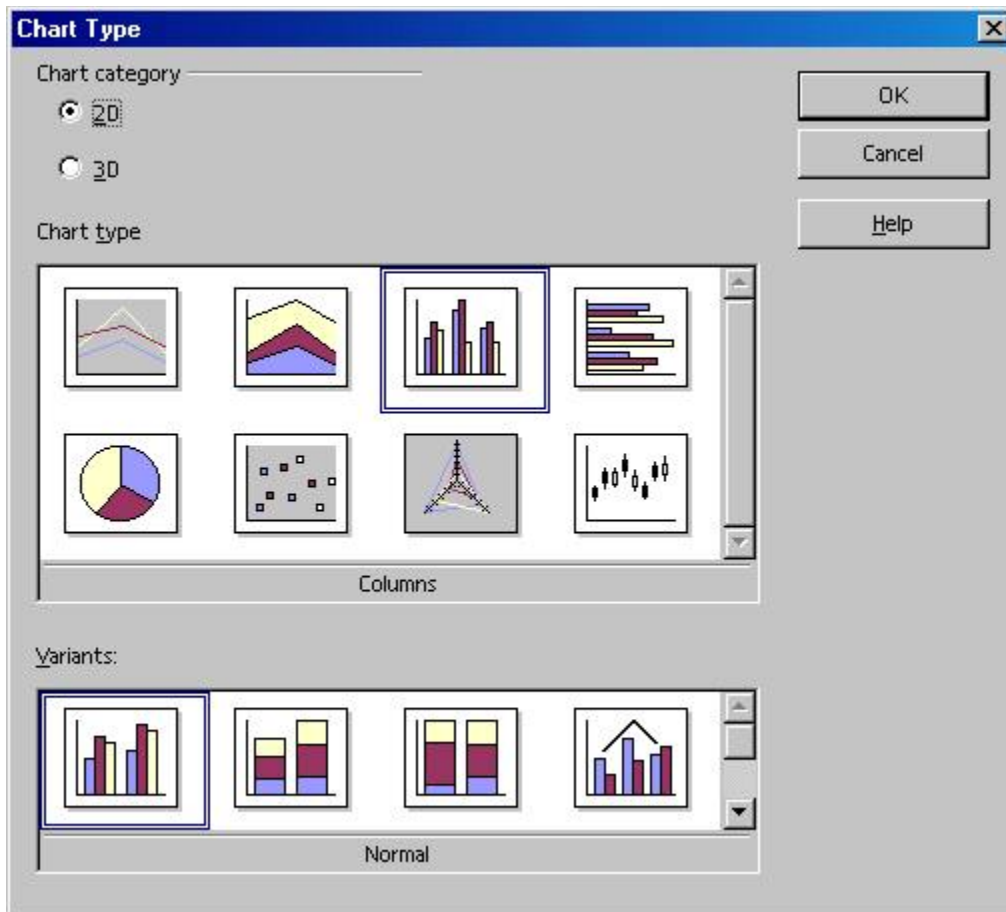 Chart Type
Chart category
2D
3D
OK
Cancel
Help
Chart type
Columns
Variants:
Normal